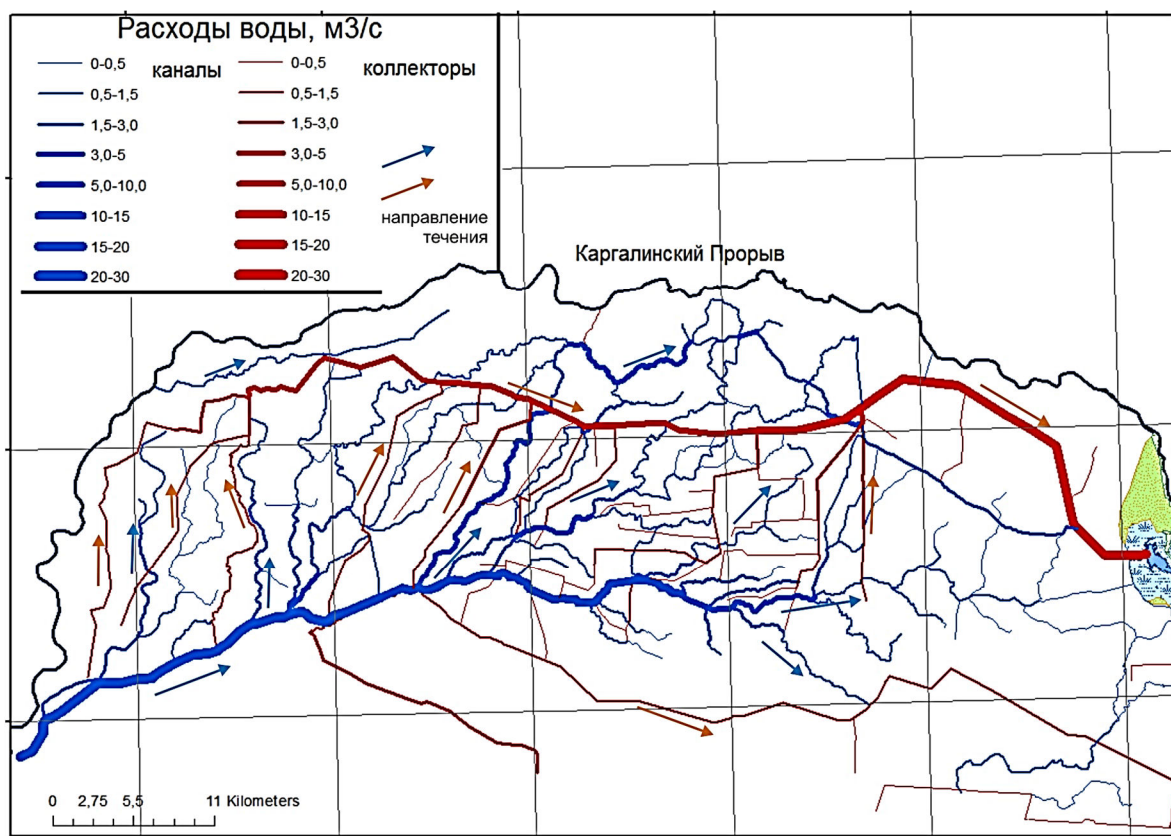 Расходы воды, м3/с
каналы
коллекторы
0-0,5
0-0,5
0,5-1,5
0,5-1,5
1,5-3,0
1,5-3,0
3,0-5
3,0-5
5,0-10,0
5,0-10,0
10-15
10-15
15-20
15-20
20-30
20-30
направление
течения
Каргалинский Прорыв
0 2,75 5,5 11 Kilometers